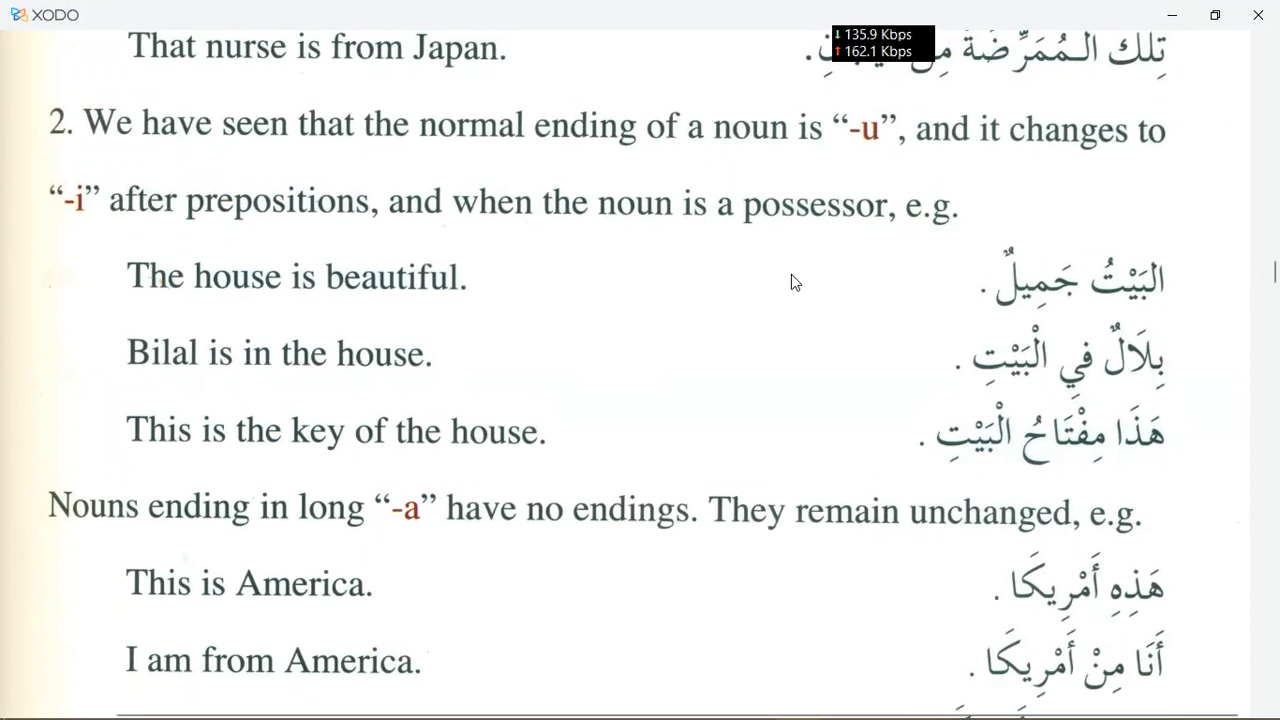 XODO
↓ 135.9 Kbps
↑ 162.1 Kbps
That nurse is from Japan. تِلْكَ الْمُمَرِّضَةُ مِنَ
2. We have seen that the normal ending of a noun is “-u”, and it changes to
“-i” after prepositions, and when the noun is a possessor, e.g.
The house is beautiful. البَيْتُ جَمِيلٌ .
Bilal is in the house. بِلَالٌ فِي الْبَيْتِ .
This is the key of the house. هَذَا مِفْتَاحُ الْبَيْتِ .
Nouns ending in long “-a” have no endings. They remain unchanged, e.g.
This is America. هَذِهِ أَمْرِيكَا .
I am from America. أَنَا مِنْ أَمْرِيكَا .